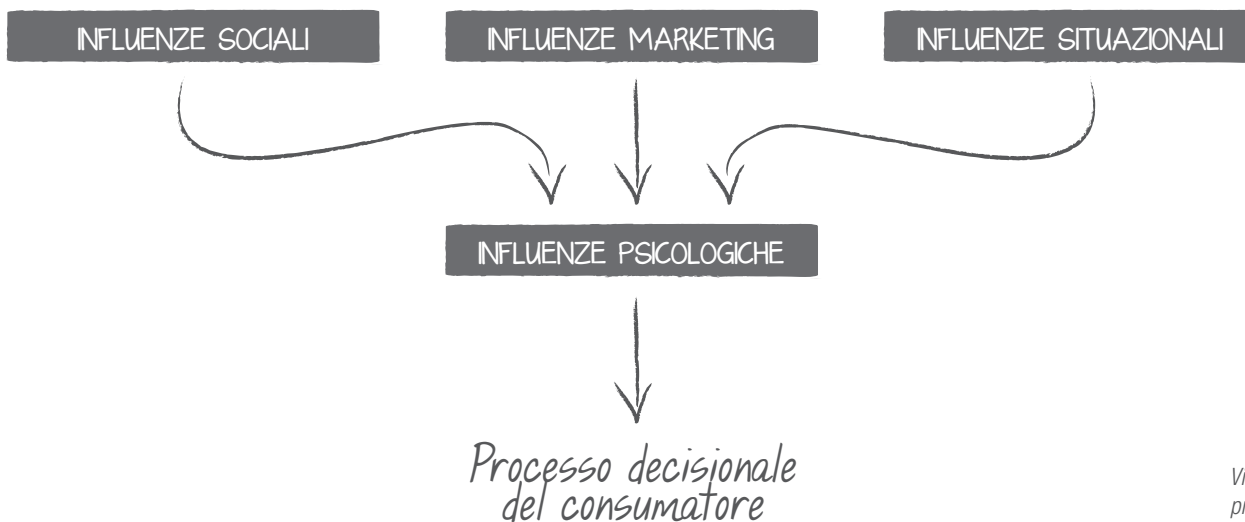 INFLUENZE SOCIALI
INFLUENZE MARKETING
INFLUENZE SITUAZIONALI
INFLUENZE PSICOLOGICHE
Processo decisionale
del consumatore